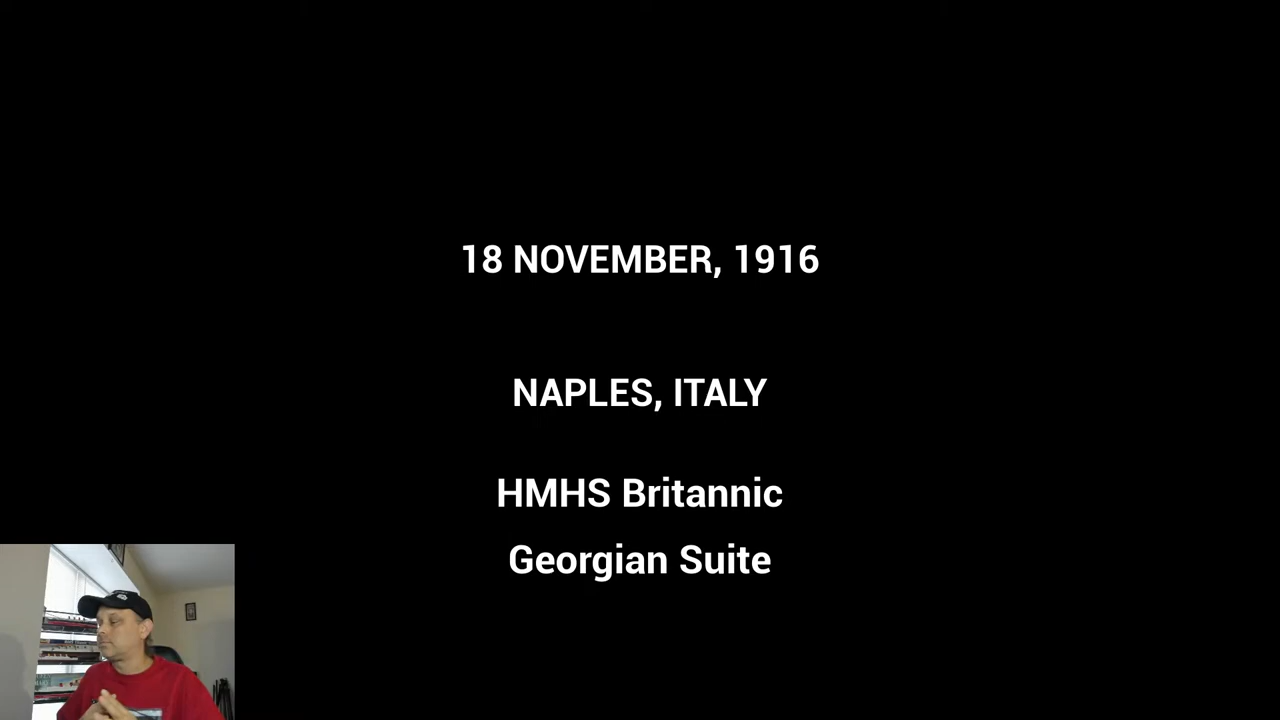 18 NOVEMBER, 1916
NAPLES, ITALY
HMHS Britannic
Georgian Suite